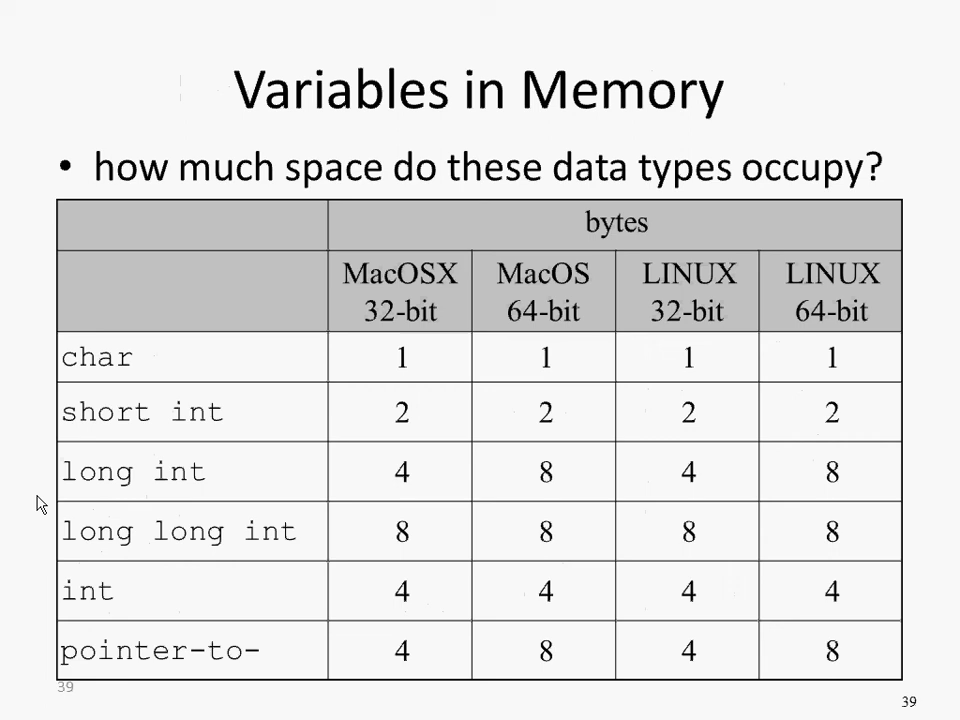 Variables in Memory
• how much space do these data types occupy?
bytes
MacOSX 32-bit MacOS 64-bit LINUX 32-bit LINUX 64-bit
char 1 1 1 1
short int 2 2 2 2
long int 4 8 4 8
long long int 8 8 8 8
int 4 4 4 4
pointer-to- 4 8 4 8
39
39